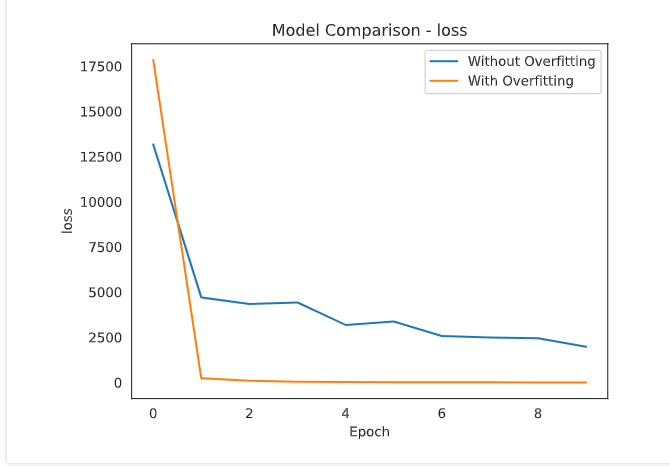 Model Comparison - loss
Without Overfitting
With Overfitting
17500
15000
12500
10000
7500
5000
2500
0
loss
0 2 4 6 8
Epoch